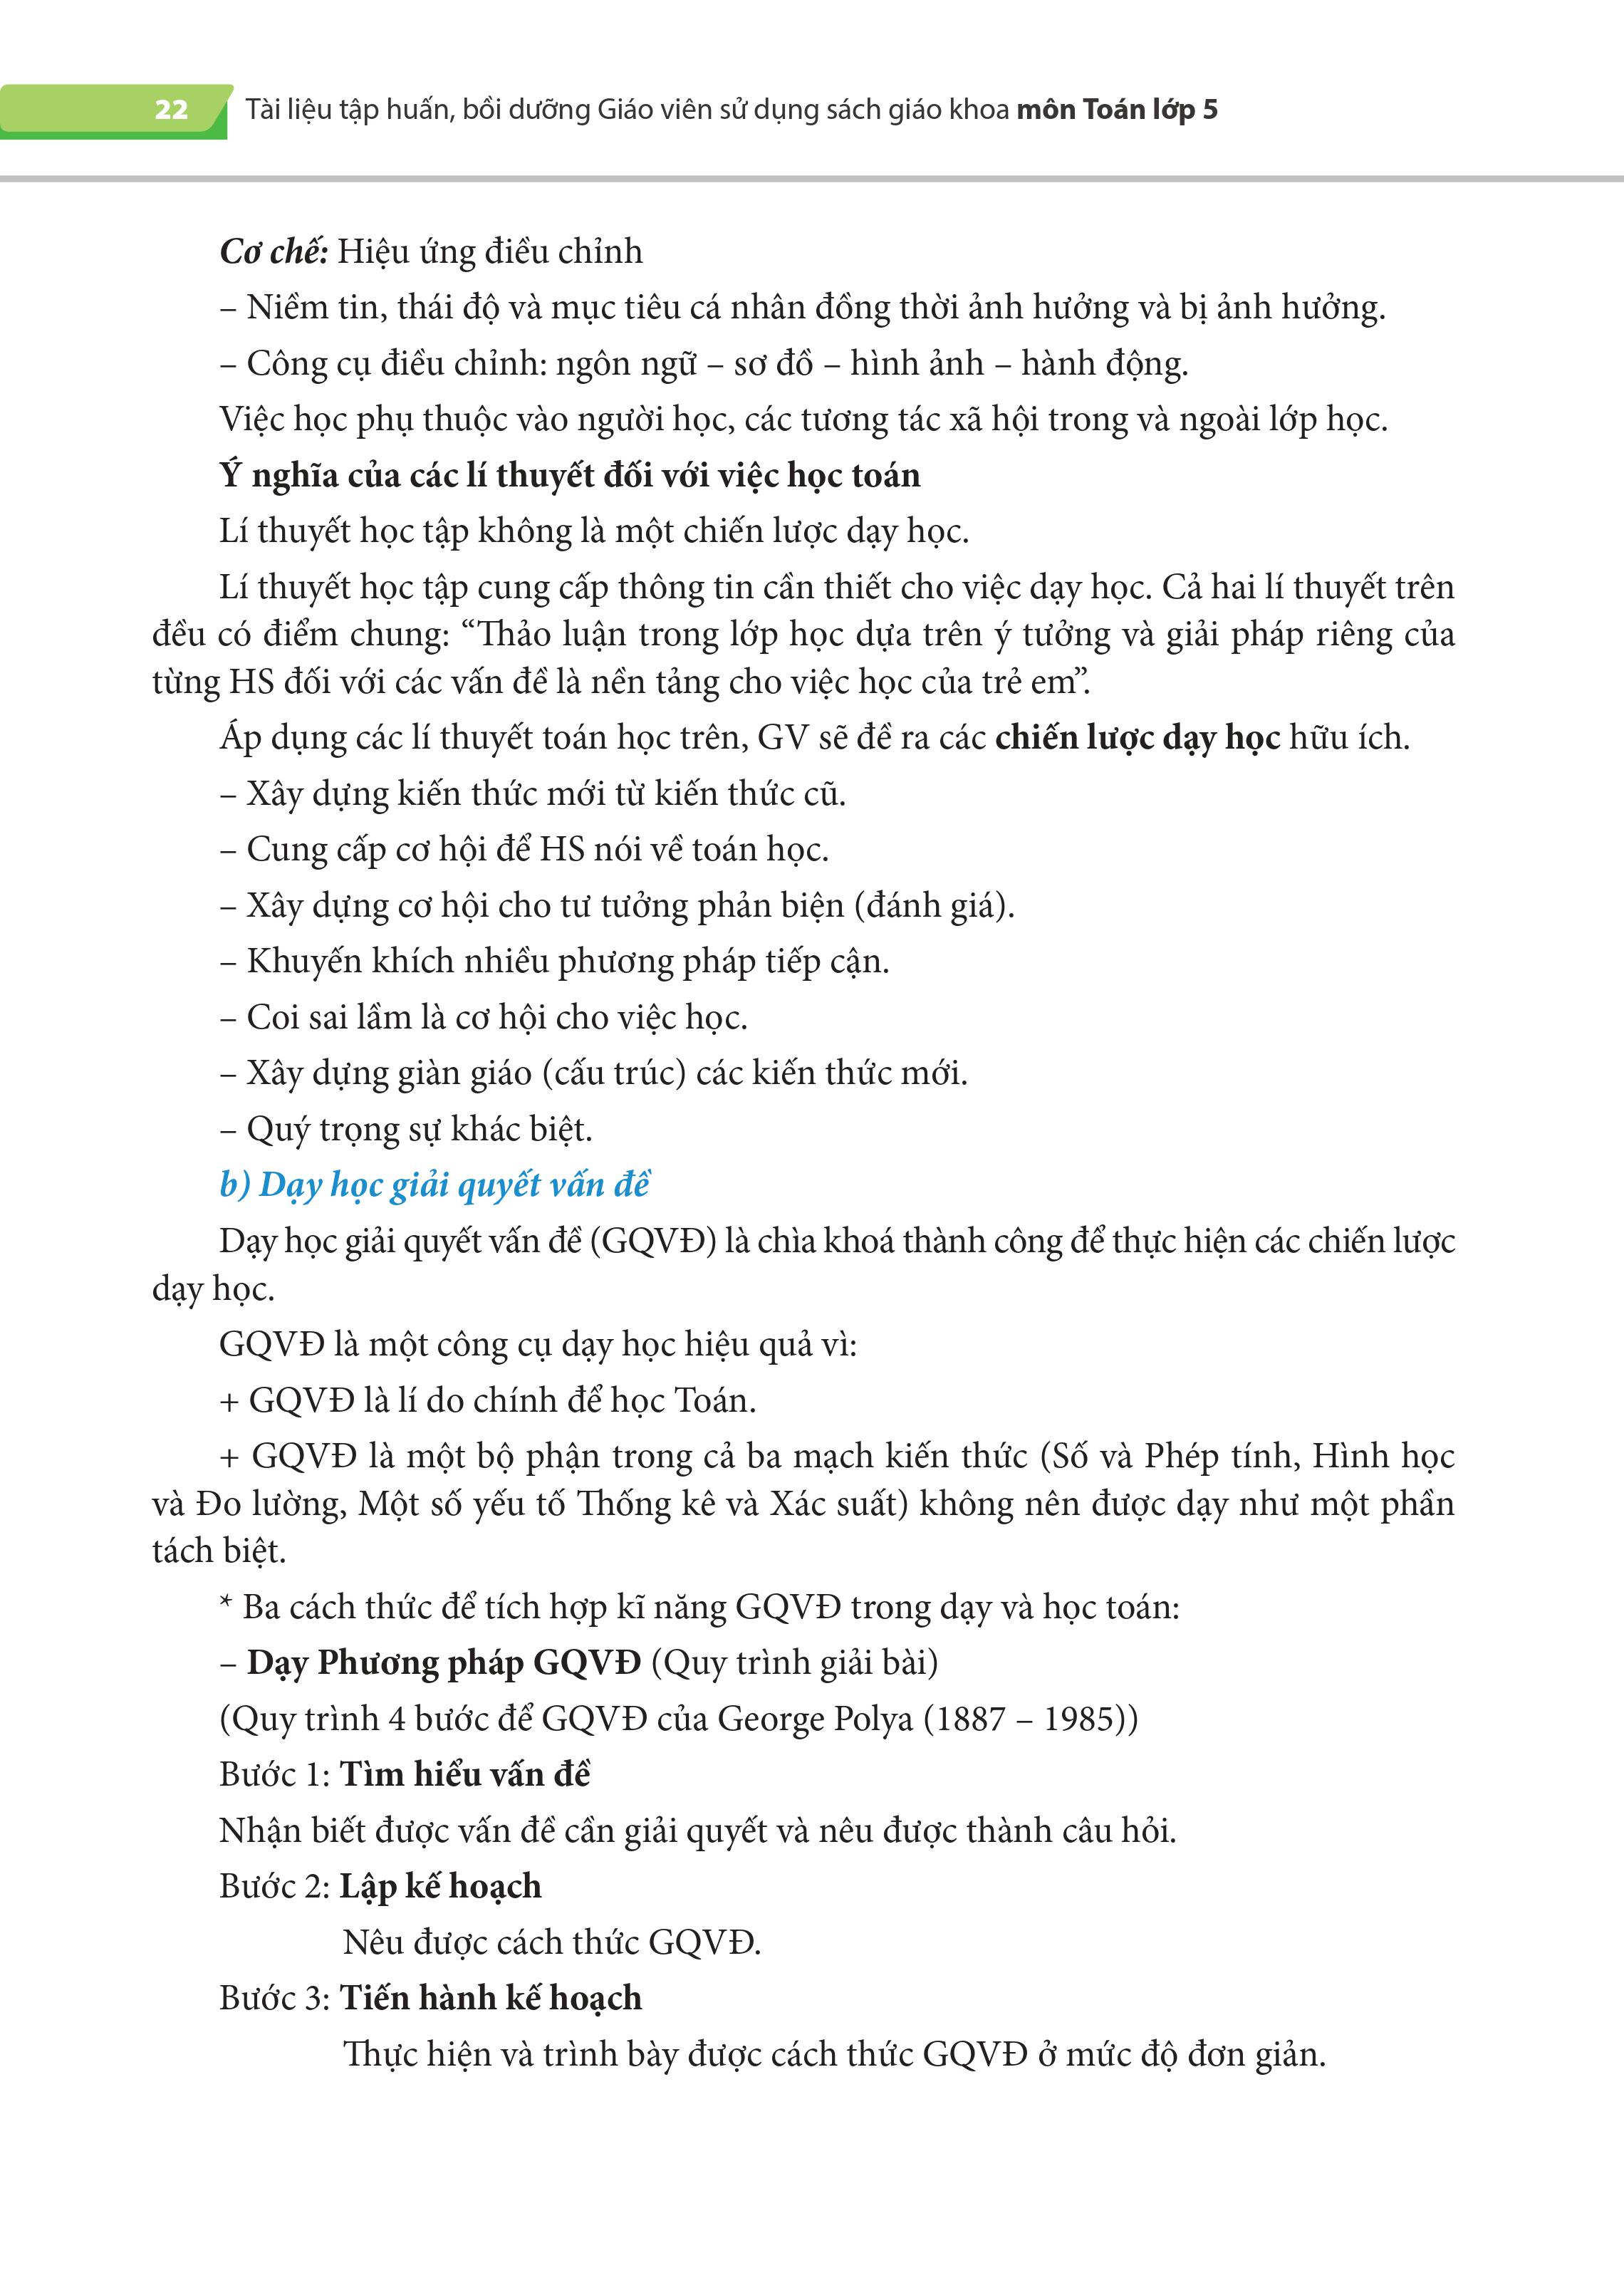 22 Tài liệu tập huấn, bồi dưỡng Giáo viên sử dụng sách giáo khoa môn Toán lớp 5
Cơ chế: Hiệu ứng điều chỉnh
– Niềm tin, thái độ và mục tiêu cá nhân đồng thời ảnh hưởng và bị ảnh hưởng.
– Công cụ điều chỉnh: ngôn ngữ – sơ đồ – hình ảnh – hành động.
Việc học phụ thuộc vào người học, các tương tác xã hội trong và ngoài lớp học.
Ý nghĩa của các lí thuyết đối với việc học toán
Lí thuyết học tập không là một chiến lược dạy học.
Lí thuyết học tập cung cấp thông tin cần thiết cho việc dạy học. Cả hai lí thuyết trên
đều có điểm chung: “Thảo luận trong lớp học dựa trên ý tưởng và giải pháp riêng của
từng HS đối với các vấn đề là nền tảng cho việc học của trẻ em”.
Áp dụng các lí thuyết toán học trên, GV sẽ đề ra các chiến lược dạy học hữu ích.
– Xây dựng kiến thức mới từ kiến thức cũ.
– Cung cấp cơ hội để HS nói về toán học.
– Xây dựng cơ hội cho tư tưởng phản biện (đánh giá).
– Khuyến khích nhiều phương pháp tiếp cận.
– Coi sai lầm là cơ hội cho việc học.
– Xây dựng giàn giáo (cấu trúc) các kiến thức mới.
– Quý trọng sự khác biệt.
b) Dạy học giải quyết vấn đề
Dạy học giải quyết vấn đề (GQVĐ) là chìa khoá thành công để thực hiện các chiến lược
dạy học.
GQVĐ là một công cụ dạy học hiệu quả vì:
+ GQVĐ là lí do chính để học Toán.
+ GQVĐ là một bộ phận trong cả ba mạch kiến thức (Số và Phép tính, Hình học
và Đo lường, Một số yếu tố Thống kê và Xác suất) không nên được dạy như một phần
tách biệt.
* Ba cách thức để tích hợp kĩ năng GQVĐ trong dạy và học toán:
– Dạy Phương pháp GQVĐ (Quy trình giải bài)
(Quy trình 4 bước để GQVĐ của George Polya (1887 – 1985))
Bước 1: Tìm hiểu vấn đề
Nhận biết được vấn đề cần giải quyết và nêu được thành câu hỏi.
Bước 2: Lập kế hoạch
Nêu được cách thức GQVĐ.
Bước 3: Tiến hành kế hoạch
Thực hiện và trình bày được cách thức GQVĐ ở mức độ đơn giản.